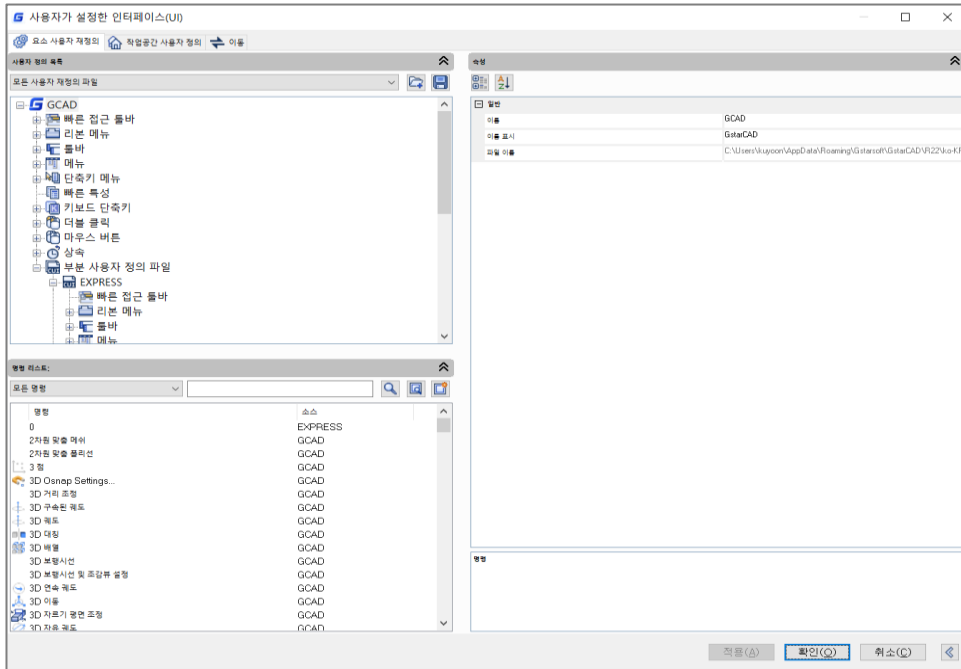 사용자가 설정한 인터페이스(UI)
요소 사용자 재정의 작업공간 사용자 정의 이동
사용자 정의 목록
모든 사용자 재정의 파일
GCAD
빠른 접근 툴바
리본 메뉴
툴바
메뉴
단축키 메뉴
빠른 특성
키보드 단축키
더블 클릭
마우스 버튼
상속
부분 사용자 정의 파일
EXPRESS
빠른 접근 툴바
리본 메뉴
툴바
메뉴
명령 리스트:
모든 명령
명령 소스
0 EXPRESS
2차원 맞춤 메쉬 GCAD
2차원 맞춤 폴리선 GCAD
3 점 GCAD
3D Osnap Settings... GCAD
3D 거리 조정 GCAD
3D 구속된 궤도 GCAD
3D 궤도 GCAD
3D 대칭 GCAD
3D 배열 GCAD
3D 보행시선 GCAD
3D 보행시선 및 조감뷰 설정 GCAD
3D 연속 궤도 GCAD
3D 이동 GCAD
3D 자르기 평면 조정 GCAD
3D 자유 궤도 GCAD
속성
일반
이름 GCAD
이름 표시 GstarCAD
파일 이름 C:\Users\kuyoon\AppData\Roaming\Gstarsoft\GstarCAD\R22\ko-KR
명령
적용(A) 확인(O) 취소(C)